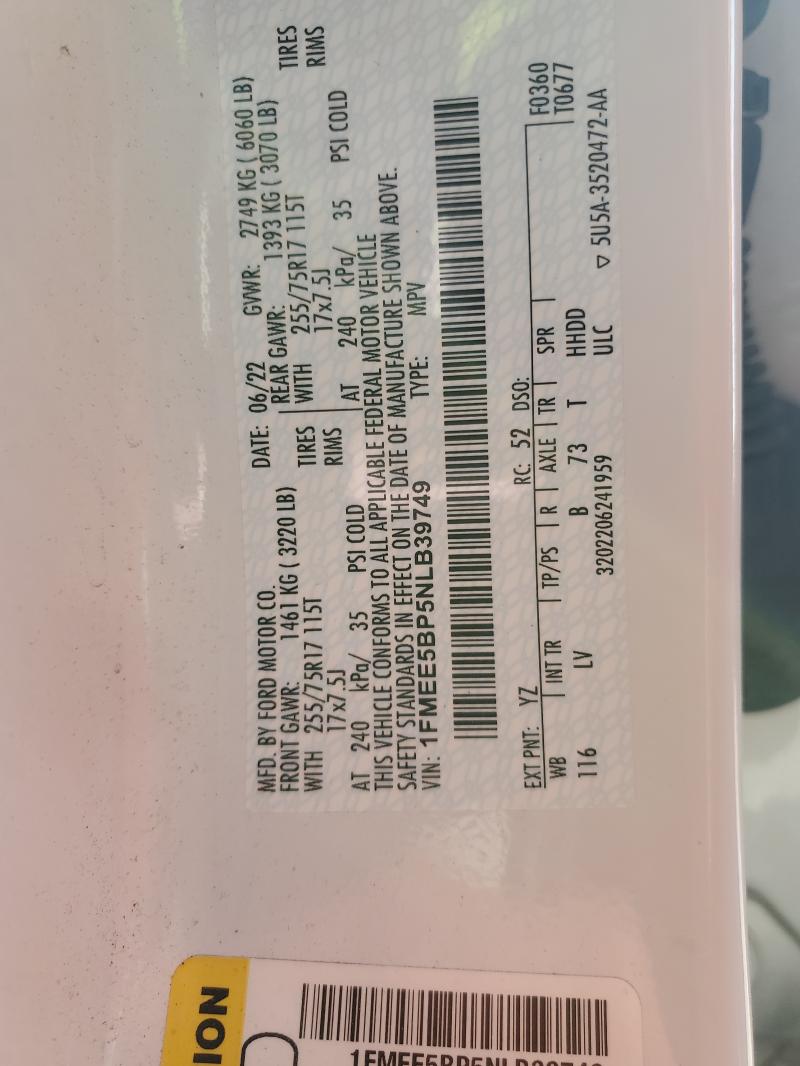 MFD. BY FORD MOTOR CO. DATE: 06/22 GVWR: 2749 KG ( 6060 LB)
FRONT GAWR: 1461 KG ( 3220 LB) REAR GAWR: 1393 KG ( 3070 LB)
WITH 255/75R17 115T TIRES WITH 255/75R17 115T TIRES
17x7.5J RIMS 17x7.5J RIMS
AT 240 kPa/ 35 PSI COLD AT 240 kPa/ 35 PSI COLD
THIS VEHICLE CONFORMS TO ALL APPLICABLE FEDERAL MOTOR VEHICLE
SAFETY STANDARDS IN EFFECT ON THE DATE OF MANUFACTURE SHOWN ABOVE.
VIN: 1FMEE5BP5NLB39749 TYPE: MPV
EXT PNT: YZ RC: 52 DSO: F0360
WB INT TR TP/PS R AXLE TR SPR T0677
116 LV B 73 T HHDD
3202206241959 ULC ▽ 5U5A-3520472-AA
ION